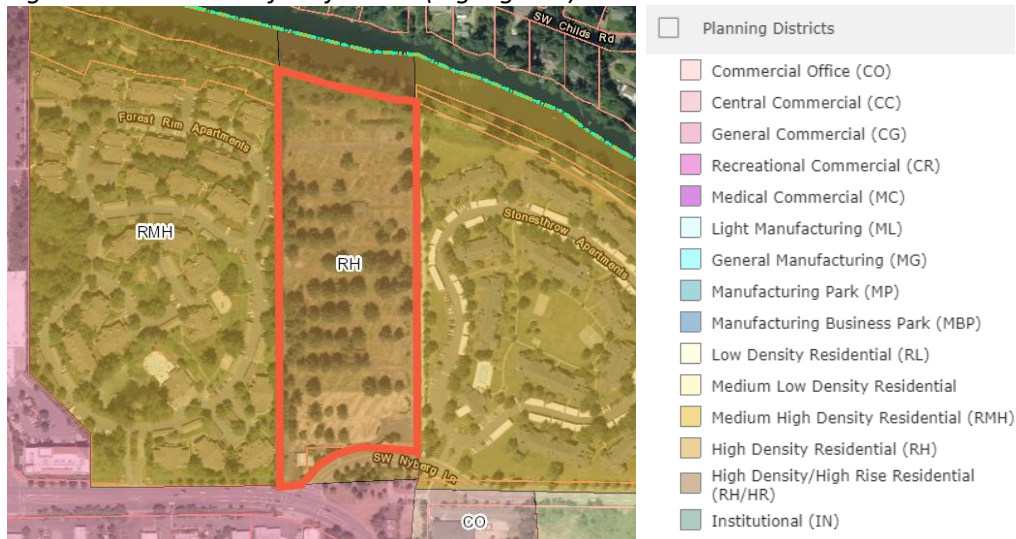 SW Childs Rd
Forest Rim Apartments
Stonesthrow Apartments
RMH
RH
SW Nyberg Ln
CO
Planning Districts
Commercial Office (CO)
Central Commercial (CC)
General Commercial (CG)
Recreational Commercial (CR)
Medical Commercial (MC)
Light Manufacturing (ML)
General Manufacturing (MG)
Manufacturing Park (MP)
Manufacturing Business Park (MBP)
Low Density Residential (RL)
Medium Low Density Residential
Medium High Density Residential (RMH)
High Density Residential (RH)
High Density/High Rise Residential
(RH/HR)
Institutional (IN)